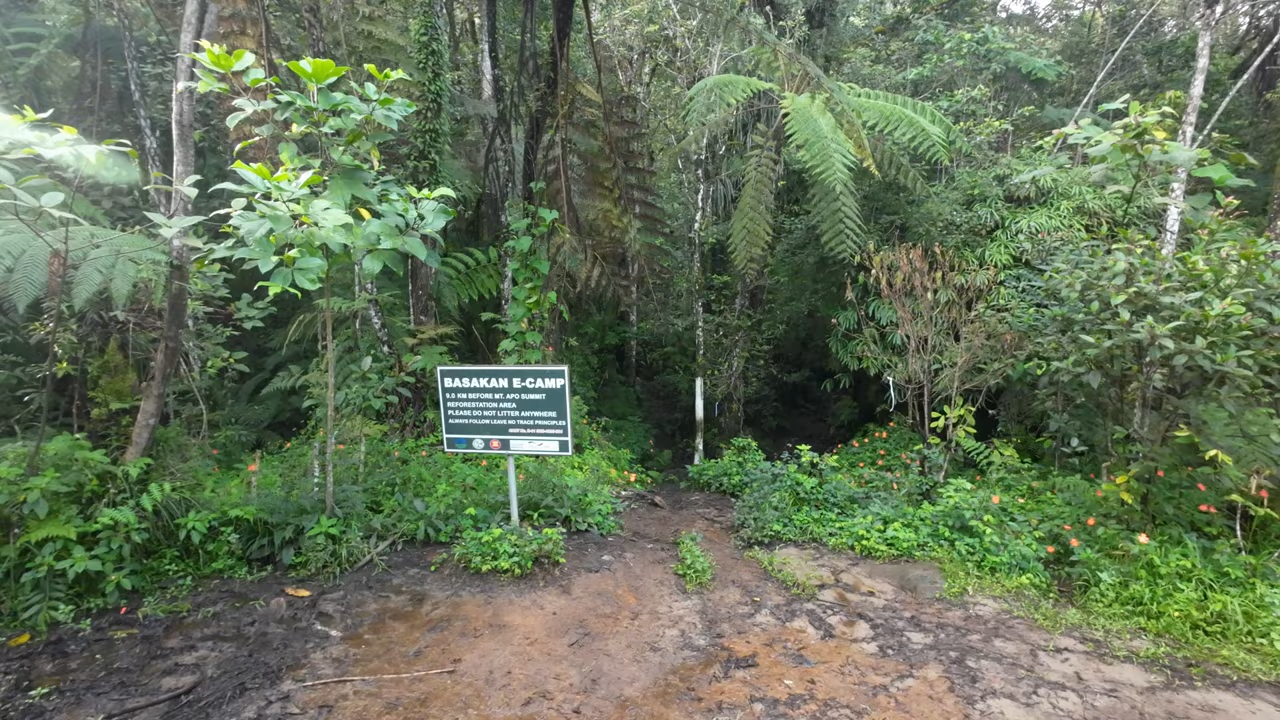 BASAKAN E-CAMP
9.0 KM BEFORE MT. APO SUMMIT
REFORESTATION AREA
PLEASE DO NOT LITTER ANYWHERE
ALWAYS FOLLOW LEAVE NO TRACE PRINCIPLES